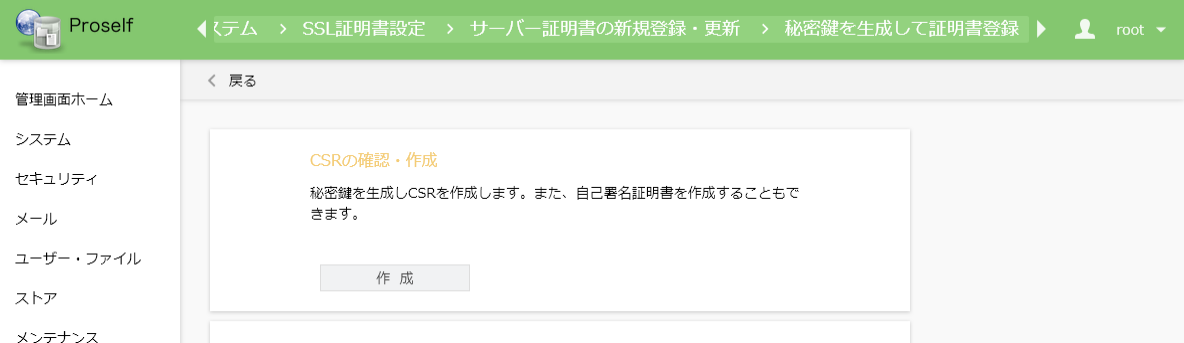 Proself
ステム > SSL証明書設定 > サーバー証明書の新規登録・更新 > 秘密鍵を生成して証明書登録
root
戻る
管理画面ホーム
システム
セキュリティ
メール
ユーザー・ファイル
ストア
メンテナンス
CSRの確認・作成
秘密鍵を生成しCSRを作成します。また、自己署名証明書を作成することもで
きます。
作 成